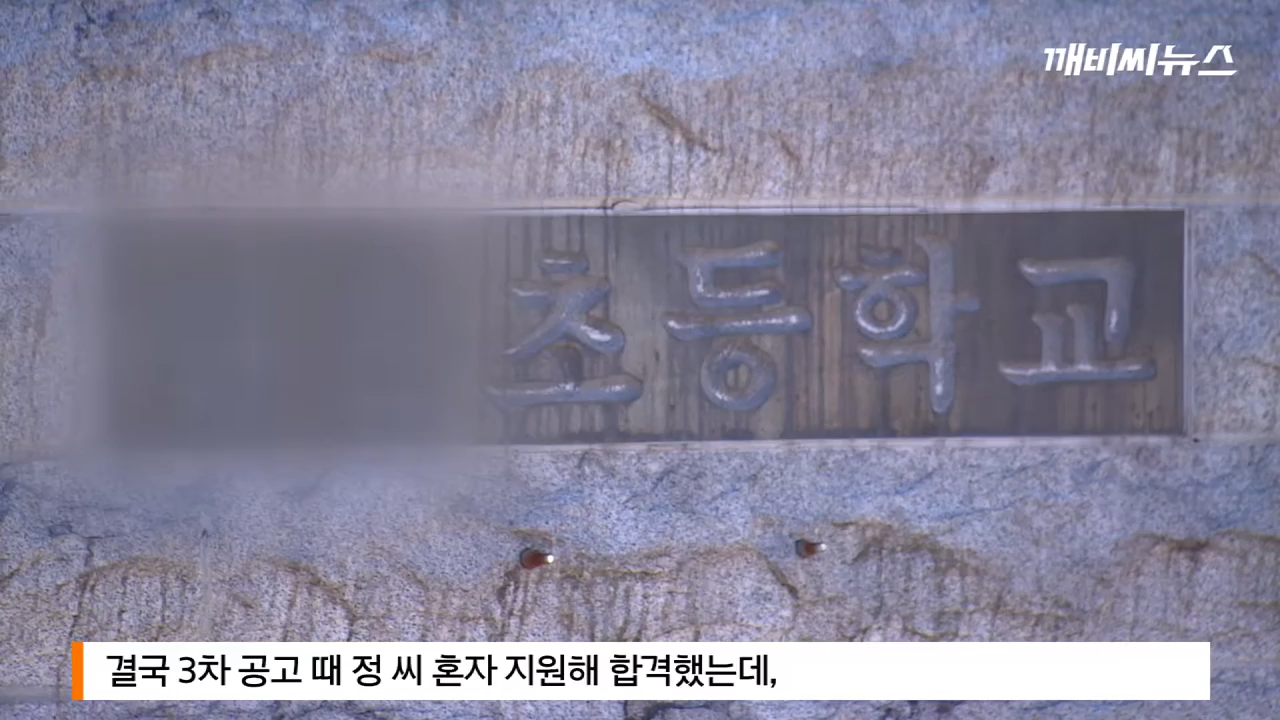 깨비씨뉴스
초등학교
결국 3차 공고 때 정 씨 혼자 지원해 합격했는데,